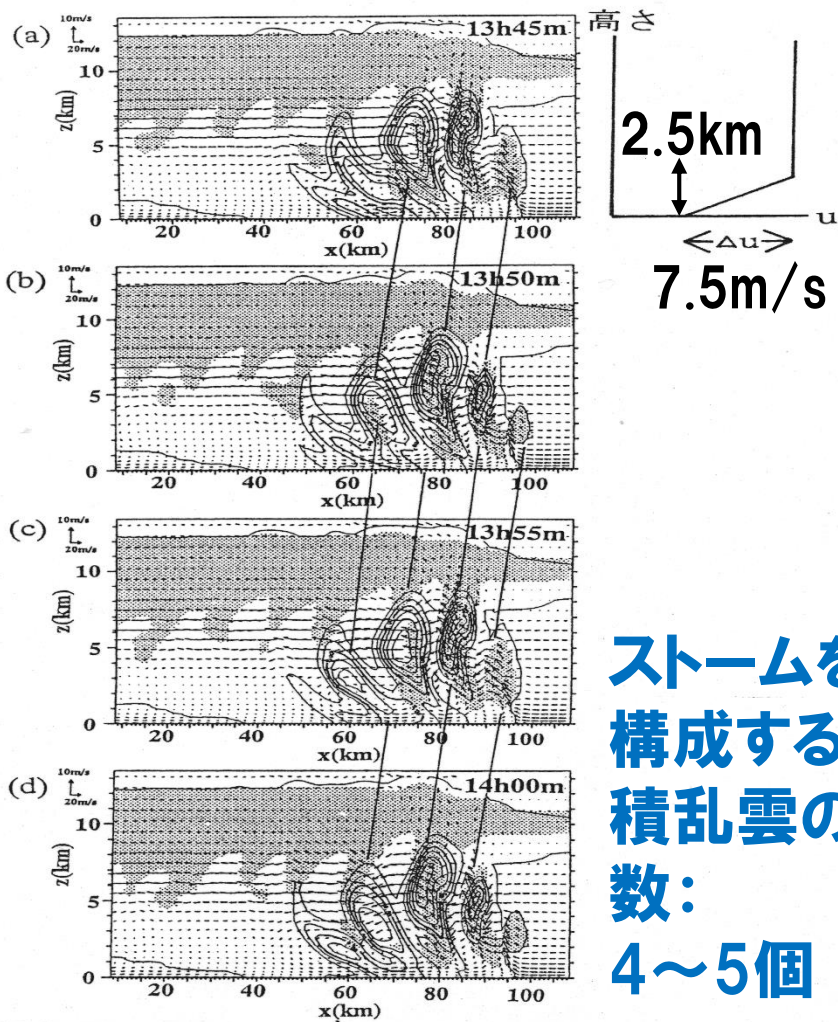 (a)
10m/s
20m/s
13h45m
z(km)
10
5
0
20
40
60
80
100
x(km)
高さ
2.5km
u
Δu
7.5m/s
(b)
10m/s
20m/s
13h50m
z(km)
10
5
0
20
40
60
80
100
x(km)
(c)
10m/s
20m/s
13h55m
z(km)
10
5
0
20
40
60
80
100
x(km)
(d)
10m/s
20m/s
14h00m
z(km)
10
5
0
20
40
60
80
100
x(km)
ストームを
構成する
積乱雲の
数：
4～5個